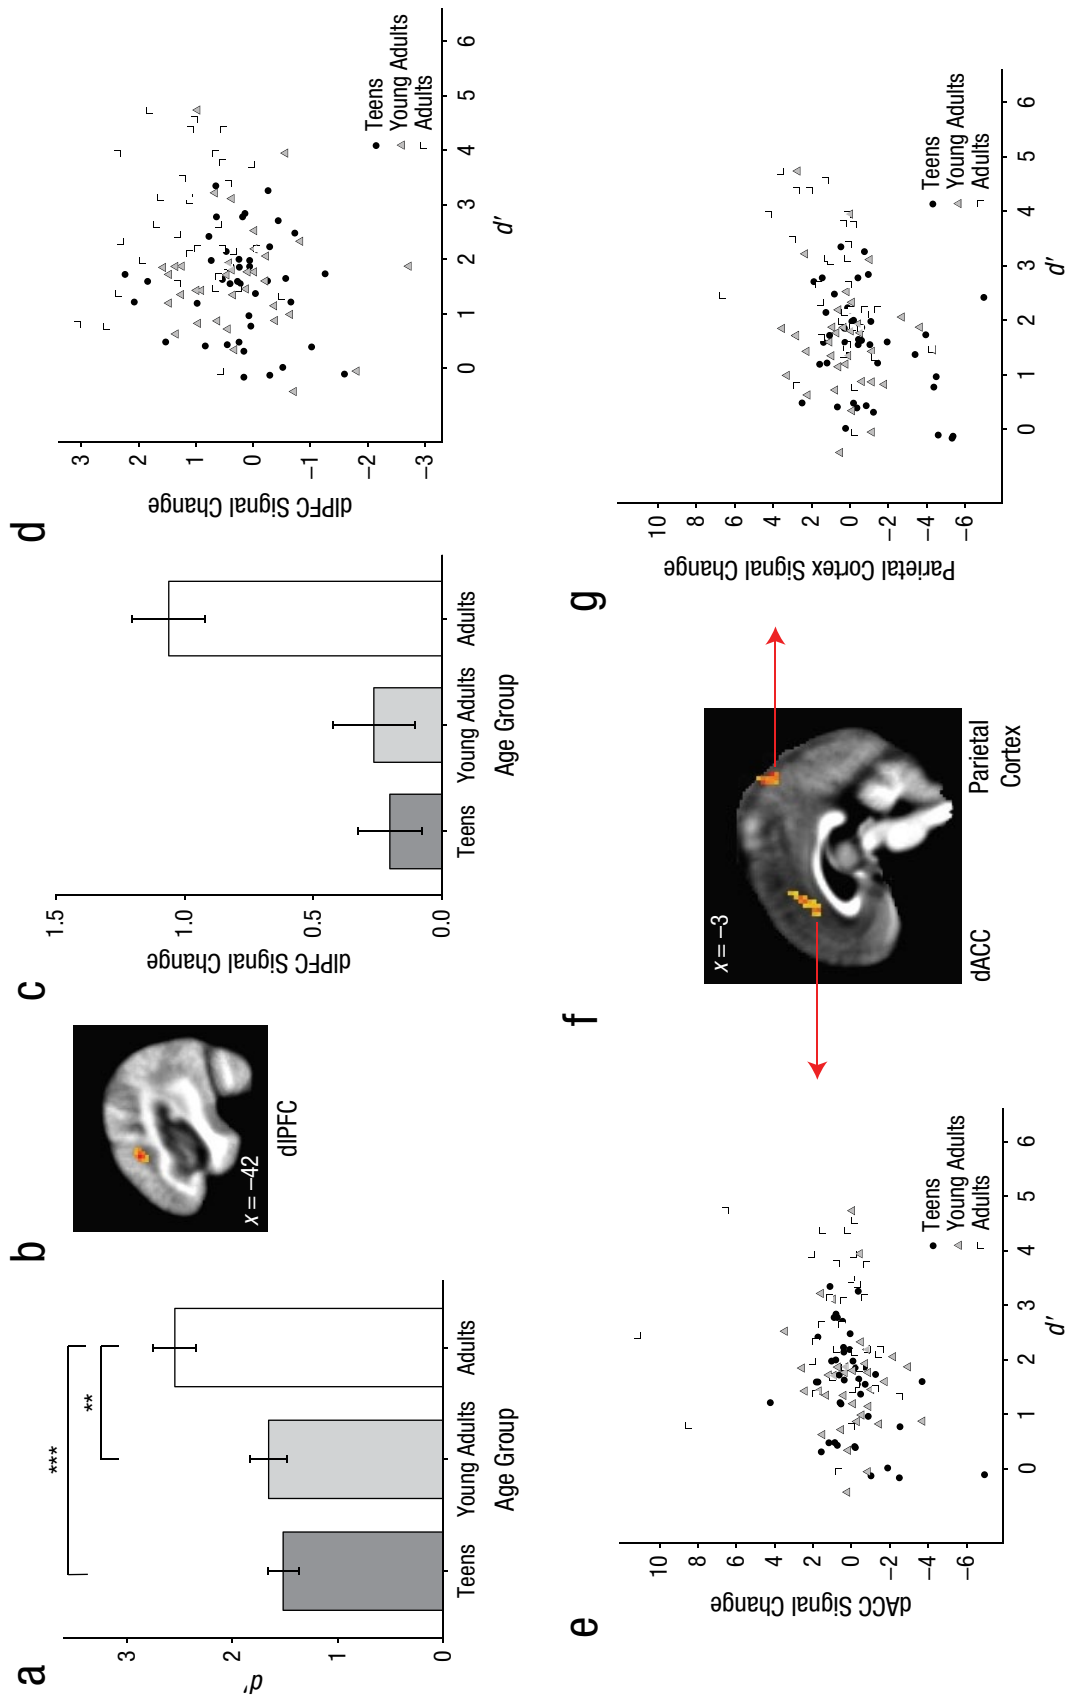 a
d′
3
2
1
0
Teens
Young Adults
Adults
Age Group
***
**
b
x = –42
dlPFC
c
dlPFC Signal Change
1.5
1.0
0.5
0.0
Teens
Young Adults
Adults
Age Group
d
dlPFC Signal Change
3
2
1
0
–1
–2
–3
0
1
2
3
4
5
6
d′
Teens
Young Adults
Adults
e
dACC Signal Change
10
8
6
4
2
0
–2
–4
–6
0
1
2
3
4
5
6
d′
Teens
Young Adults
Adults
f
x = –3
dACC
Parietal
Cortex
g
Parietal Cortex Signal Change
10
8
6
4
2
0
–2
–4
–6
0
1
2
3
4
5
6
d′
Teens
Young Adults
Adults